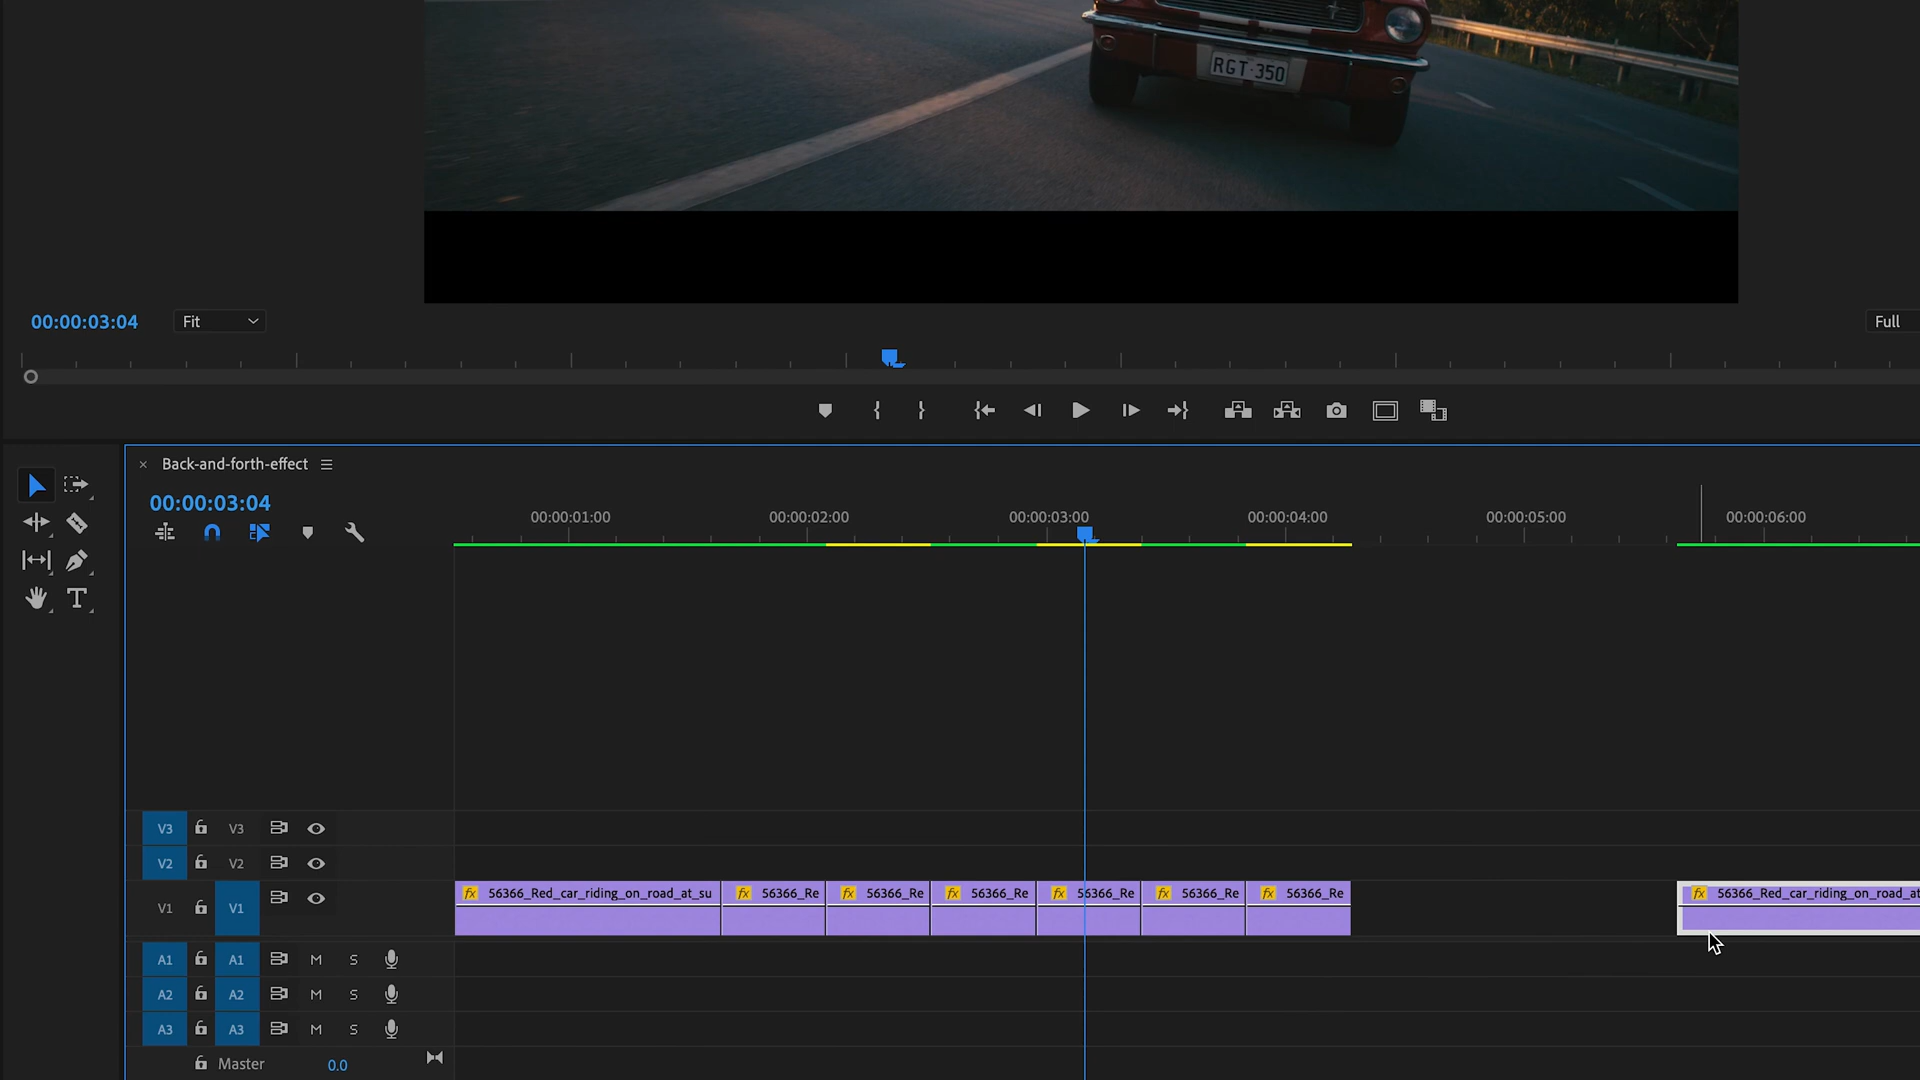 RGT·350
00:00:03:04
Fit
Full
Back-and-forth-effect
00:00:03:04
00:00:01:00 00:00:02:00 00:00:03:00 00:00:04:00 00:00:05:00 00:00:06:00
V3 V3
V2 V2
V1 V1
fx 56366_Red_car_riding_on_road_at_su fx 56366_Re fx 56366_Re fx 56366_Re fx 56366_Re fx 56366_Re fx 56366_Re fx 56366_Red_car_riding_on_road_at
A1 A1 M S
A2 A2 M S
A3 A3 M S
Master 0.0